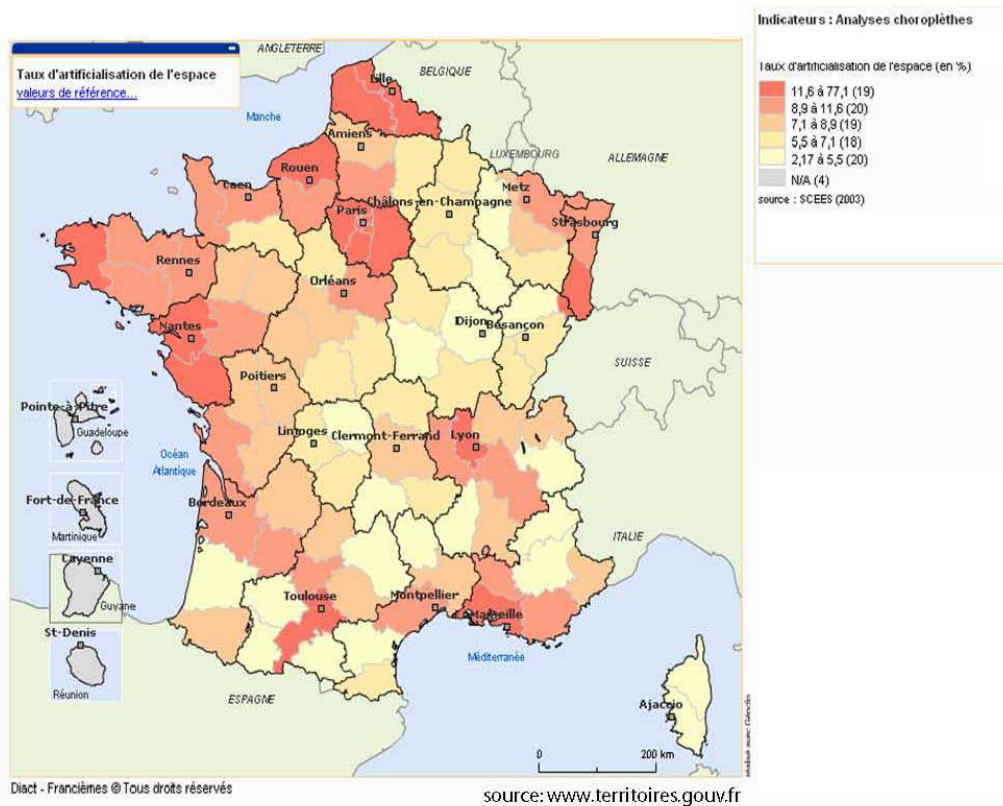 Indicateurs : Analyses choroplèthes
Taux d'artificialisation de l'espace (en %)
11,6 à 77,1 (19)
8,9 à 11,6 (20)
7,1 à 8,9 (19)
5,5 à 7,1 (18)
2,17 à 5,5 (20)
N/A (4)
source : SCEES (2003)
Taux d'artificialisation de l'espace
valeurs de référence...
ANGLETERRE
BELGIQUE
Lille
Manche
Amiens
LUXEMBOURG
ALLEMAGNE
Rouen
Caen
Metz
Paris
Châlons-en-Champagne
Strasbourg
Rennes
Orléans
Nantes
Dijon
Besançon
SUISSE
Poitiers
Pointe-à-Pitre
Guadeloupe
Limoges
Clermont-Ferrand
Lyon
Océan
Atlantique
Fort-de-France
Martinique
Bordeaux
ITALIE
Cayenne
Guyane
Toulouse
Montpellier
Marseille
St-Denis
Réunion
Méditerranée
ESPAGNE
Ajaccio
0 200 km
Diact - Francièmes © Tous droits réservés
source: www.territoires.gouv.fr